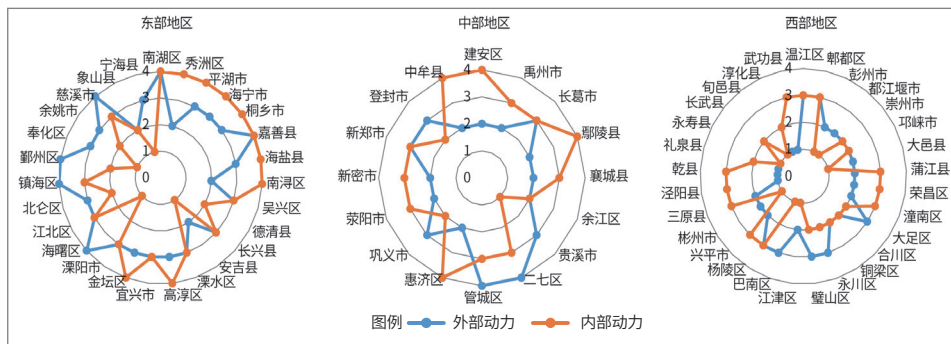 东部地区
南湖区
秀洲区
平湖市
海宁市
桐乡市
嘉善县
海盐县
南浔区
吴兴区
德清县
长兴县
安吉县
溧水区
高淳区
宜兴市
金坛区
溧阳市
海曙区
江北区
北仑区
镇海区
鄞州区
奉化区
余姚市
慈溪市
象山县
宁海县
4
3
2
1
0
中部地区
建安区
禹州市
长葛市
鄢陵县
襄城县
余江区
贵溪市
二七区
管城区
惠济区
巩义市
荥阳市
新密市
新郑市
登封市
中牟县
4
3
2
1
0
西部地区
温江区
郫都区
彭州市
都江堰市
崇州市
邛崃市
大邑县
蒲江县
荣昌区
潼南区
大足区
合川区
铜梁区
永川区
璧山区
江津区
巴南区
杨陵区
兴平市
彬州市
三原县
泾阳县
乾县
礼泉县
永寿县
长武县
旬邑县
淳化县
武功县
4
3
2
1
0
图例 外部动力 内部动力